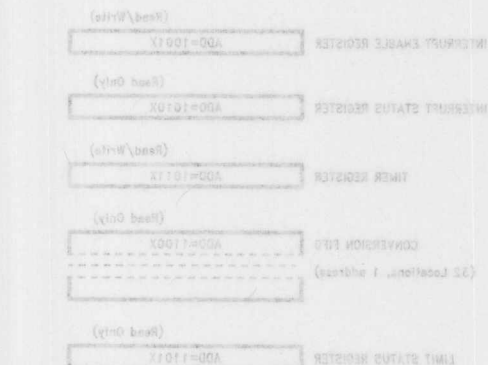 (Read/Write)
INTERRUPT ENABLE REGISTER ADD=1001X
(Read Only)
INTERRUPT STATUS REGISTER ADD=1010X
(Read/Write)
TIMER REGISTER ADD=1011X
(Read Only)
CONVERSION FIFO ADD=1100X
(32 Locations, 1 address)
(Read Only)
LIMIT STATUS REGISTER ADD=1101X